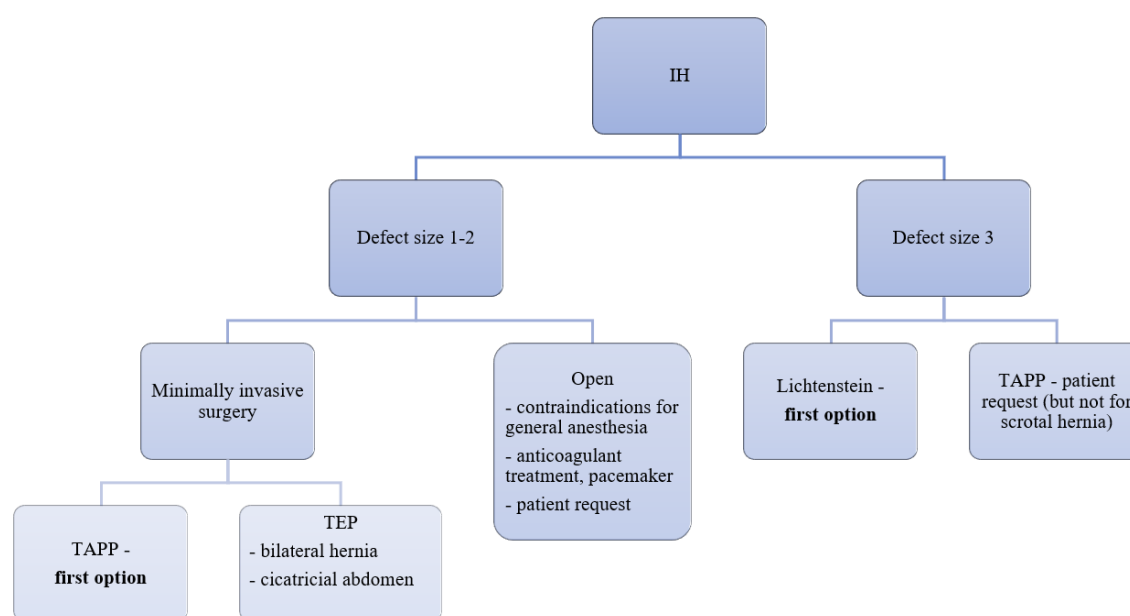 IH
Defect size 1-2
Defect size 3
Minimally invasive
surgery
Open
- contraindications for
general anesthesia
- anticoagulant
treatment, pacemaker
- patient request
Lichtenstein -
first option
TAPP - patient
request (but not for
scrotal hernia)
TAPP -
first option
TEP
- bilateral hernia
- cicatricial abdomen